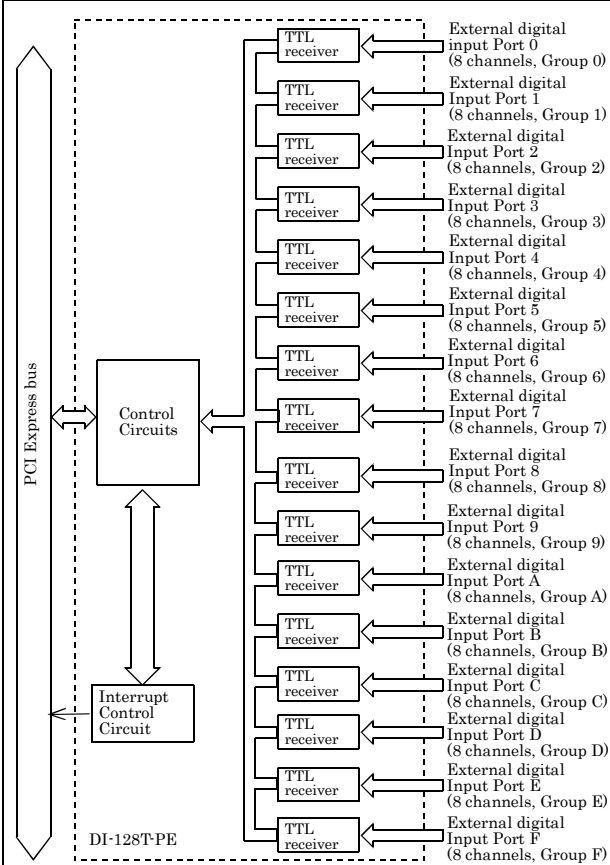 PCI Express bus
Control
Circuits
Interrupt
Control
Circuit
DI-128T-PE
TTL
receiver
External digital
input Port 0
(8 channels, Group 0)
TTL
receiver
External digital
Input Port 1
(8 channels, Group 1)
TTL
receiver
External digital
Input Port 2
(8 channels, Group 2)
TTL
receiver
External digital
Input Port 3
(8 channels, Group 3)
TTL
receiver
External digital
Input Port 4
(8 channels, Group 4)
TTL
receiver
External digital
Input Port 5
(8 channels, Group 5)
TTL
receiver
External digital
Input Port 6
(8 channels, Group 6)
TTL
receiver
External digital
Input Port 7
(8 channels, Group 7)
TTL
receiver
External digital
Input Port 8
(8 channels, Group 8)
TTL
receiver
External digital
Input Port 9
(8 channels, Group 9)
TTL
receiver
External digital
Input Port A
(8 channels, Group A)
TTL
receiver
External digital
Input Port B
(8 channels, Group B)
TTL
receiver
External digital
Input Port C
(8 channels, Group C)
TTL
receiver
External digital
Input Port D
(8 channels, Group D)
TTL
receiver
External digital
Input Port E
(8 channels, Group E)
TTL
receiver
External digital
Input Port F
(8 channels, Group F)